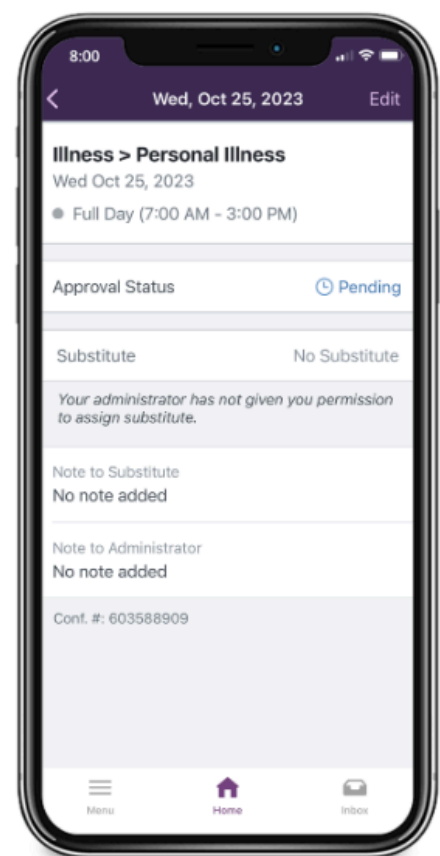 8:00
Wed, Oct 25, 2023 Edit
Illness > Personal Illness
Wed Oct 25, 2023
Full Day (7:00 AM - 3:00 PM)
Approval Status Pending
Substitute No Substitute
Your administrator has not given you permission
to assign substitute.
Note to Substitute
No note added
Note to Administrator
No note added
Conf. #: 603588909
Menu Home Inbox